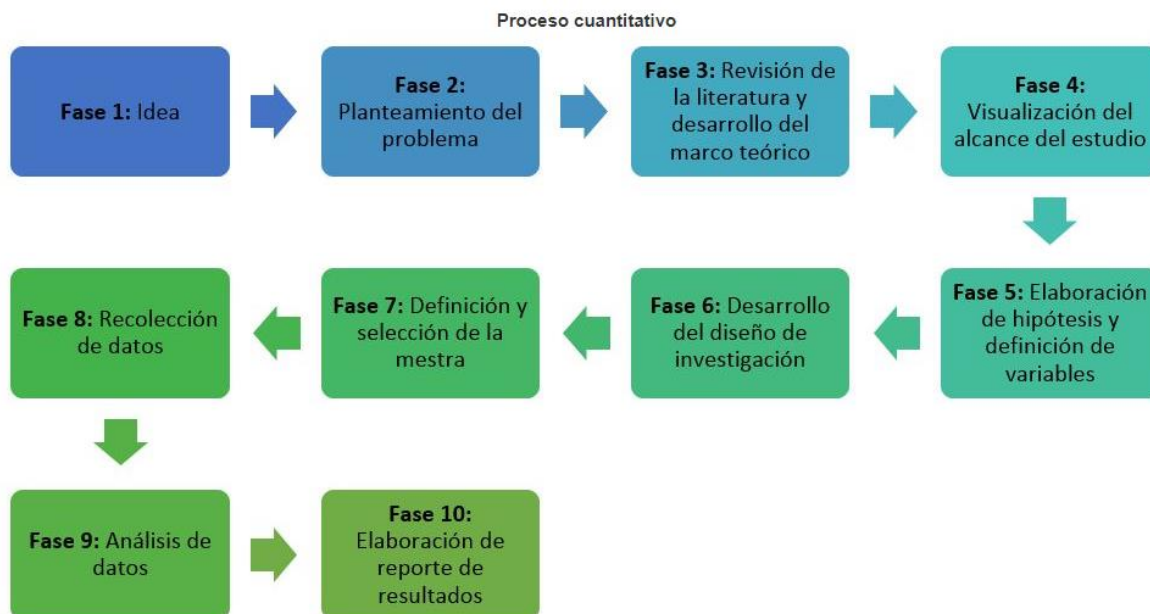 Proceso cuantitativo
Fase 1: Idea
Fase 2:
Planteamiento del
problema
Fase 3: Revisión de
la literatura y
desarrollo del
marco teórico
Fase 4:
Visualización del
alcance del estudio
Fase 5: Elaboración
de hipótesis y
definición de
variables
Fase 6: Desarrollo
del diseño de
investigación
Fase 7: Definición y
selección de la
mestra
Fase 8: Recolección
de datos
Fase 9: Análisis de
datos
Fase 10:
Elaboración de
reporte de
resultados